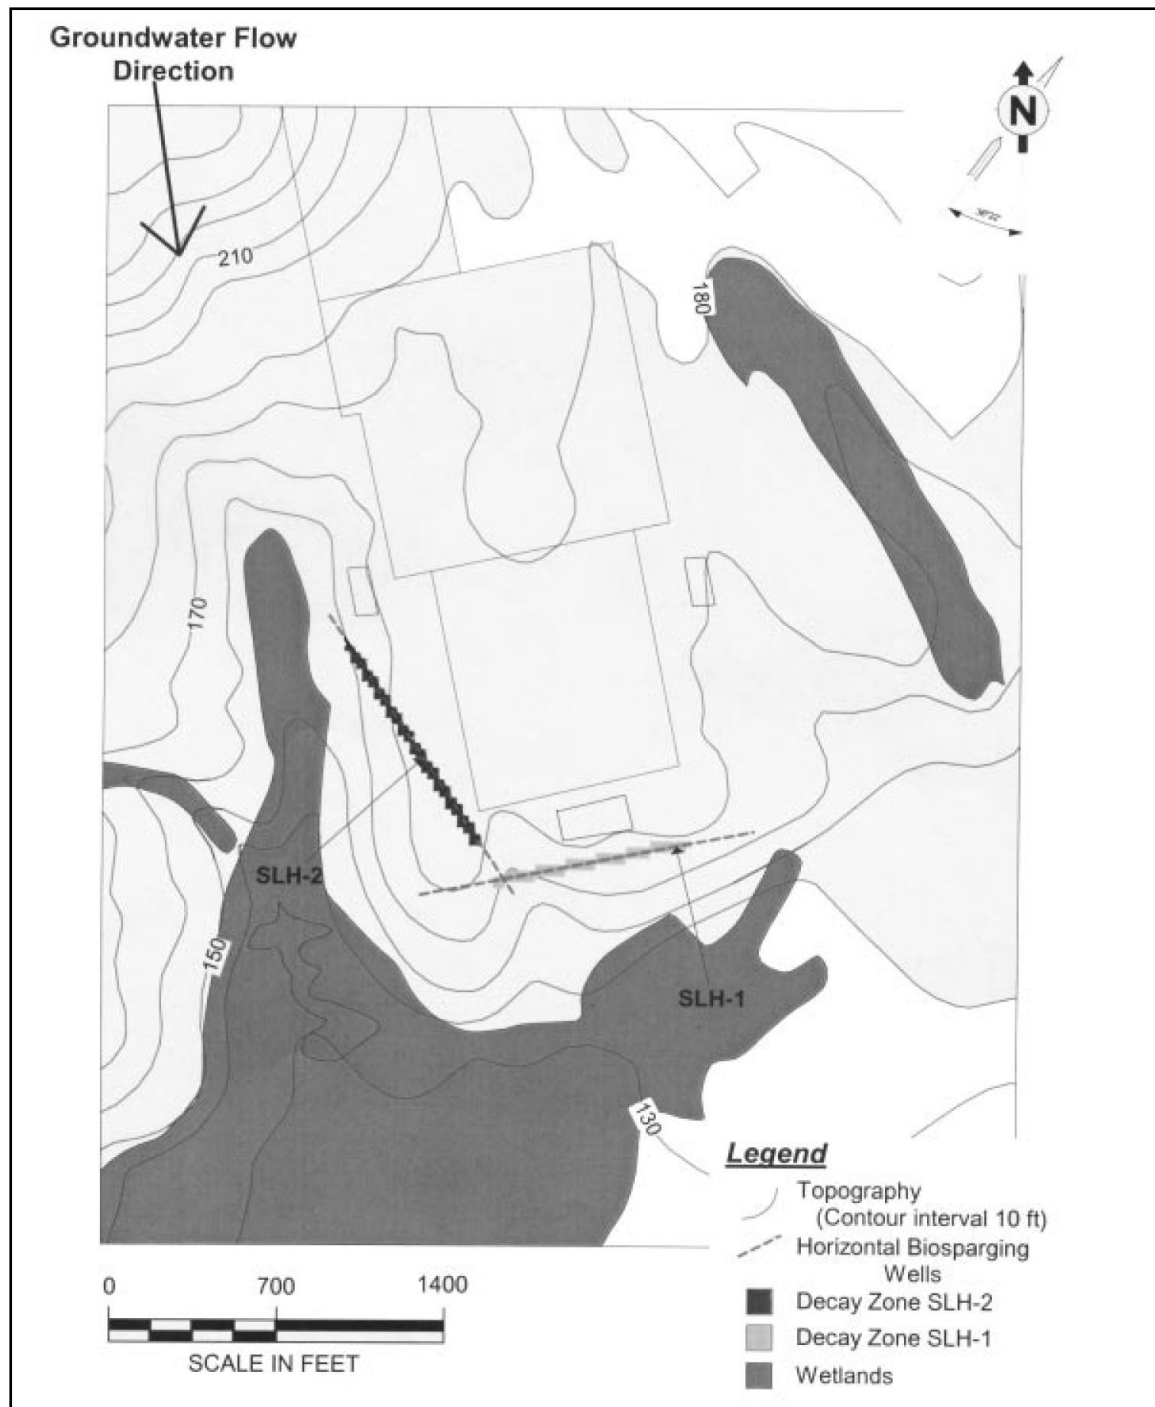 Groundwater Flow
Direction
N
210
180
170
SLH-2
150
SLH-1
130
Legend
Topography
(Contour interval 10 ft)
Horizontal Biosparging
Wells
Decay Zone SLH-2
Decay Zone SLH-1
Wetlands
0 700 1400
SCALE IN FEET